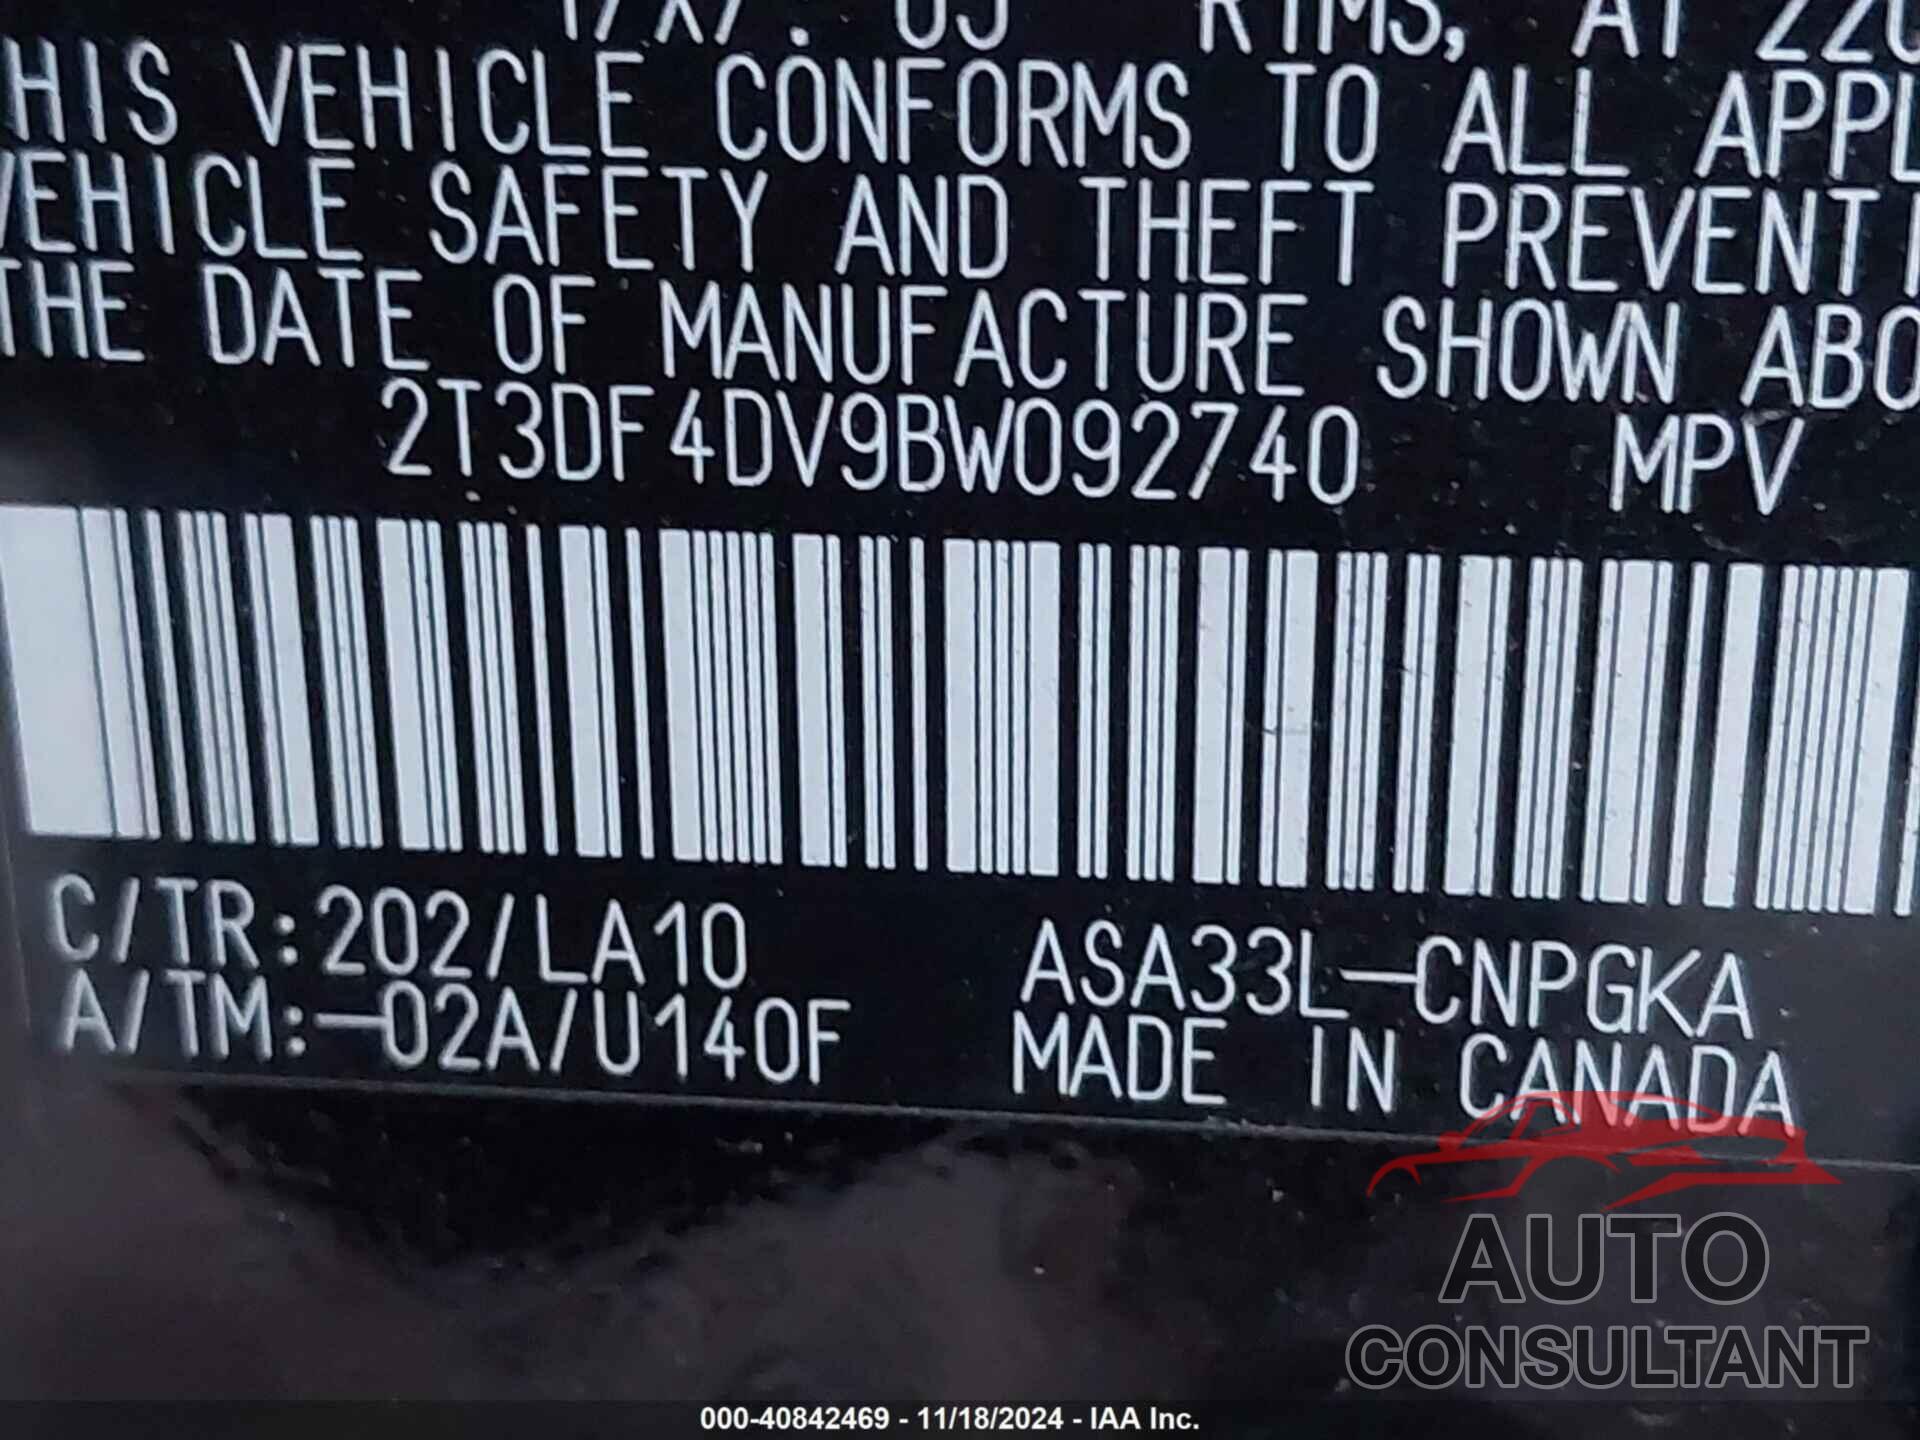 HIS VEHICLE CONFORMS TO ALL APPL
VEHICLE SAFETY AND THEFT PREVENTI
THE DATE OF MANUFACTURE SHOWN ABO
2T3DF4DV9BW092740 MPV
C/TR:202/LA10 ASA33L-CNPGKA
A/TM:-02A/U140F MADE IN CANADA
AUTO
CONSULTANT
000-40842469 - 11/18/2024 - IAA Inc.